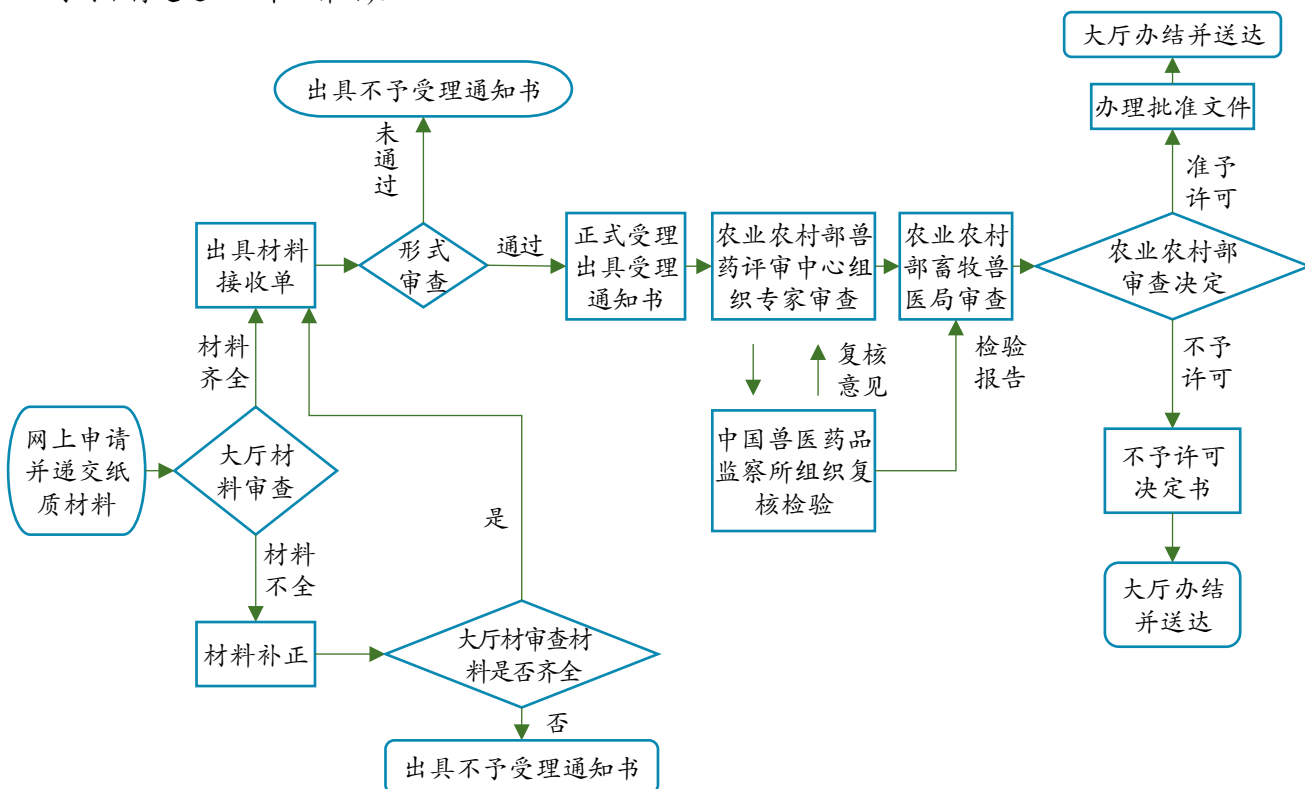 大厅办结并送达
出具不予受理通知书
办理批准文件
未
通
过
准予
许可
出具材料
接收单
形式
审查
通过
正式受理
出具受理
通知书
农业农村部兽
药评审中心组
织专家审查
农业农村
部畜牧兽
医局审查
农业农村部
审查决定
材料
齐全
复核
意见
检验
报告
不予
许可
网上申请
并递交纸
质材料
大厅材
料审查
中国兽医药品
监察所组织复
核检验
不予许可
决定书
是
材料
不全
材料补正
大厅材审查材
料是否齐全
大厅办结
并送达
否
出具不予受理通知书